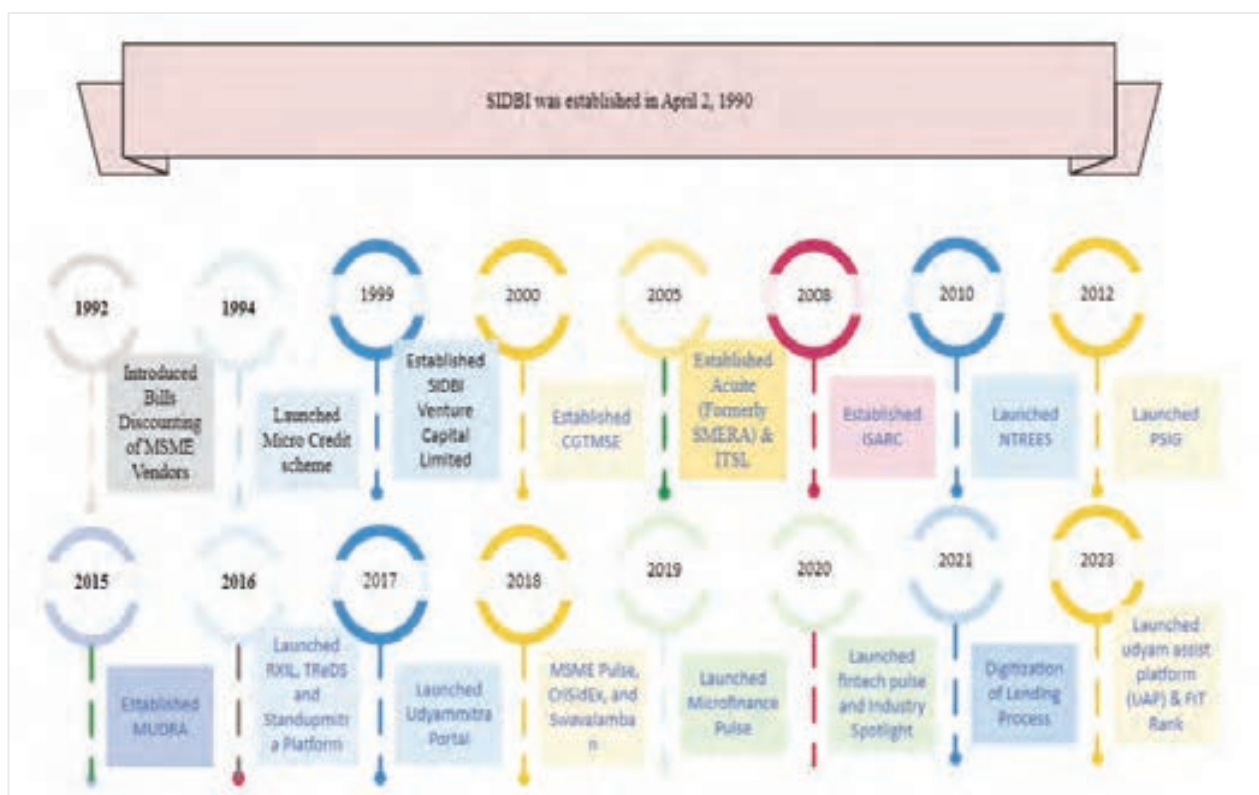 SIDBI was established in April 2, 1990
1992
1994
1999
2000
2005
2008
2010
2012
Introduced
Bills
Discounting
of MSME
Vendors
Launched
Micro Credit
scheme
Established
SIDBI
Venture
Capital
Limited
Established
CGTMSE
Established
Acuite
(Formerly
SMERA) &
ITSL
Established
ISARC
Launched
NTREES
Launched
PSIG
2015
2016
2017
2018
2019
2020
2021
2023
Established
MUDRA
Launched
RXIL, TReDS
and
Standupmitr
a Platform
Launched
Udyammitra
Portal
MSME Pulse,
CriSidEx, and
Swavalamba
n
Launched
Microfinance
Pulse
Launched
fintech pulse
and Industry
Spotlight
Digitization
of Lending
Process
Launched
udyam assist
platform
(UAP) & FIT
Rank